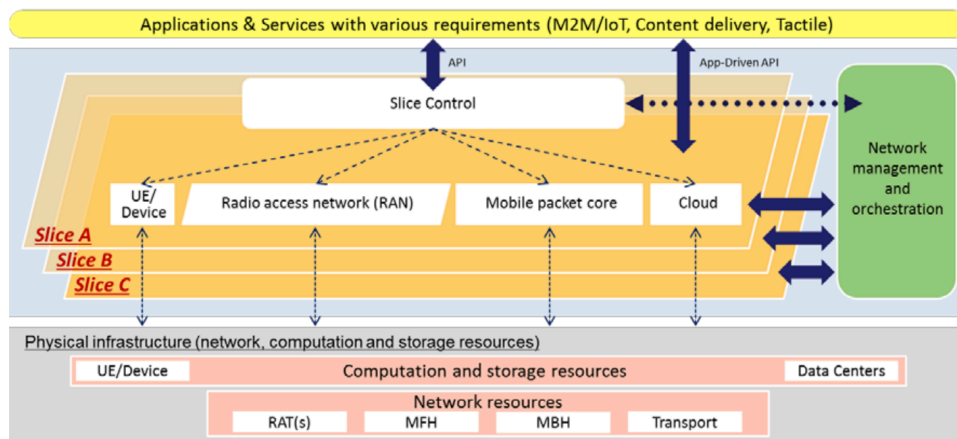 Applications & Services with various requirements (M2M/IoT, Content delivery, Tactile)
API
App-Driven API
Slice Control
Network
management
and
orchestration
UE/
Device
Radio access network (RAN)
Mobile packet core
Cloud
Slice A
Slice B
Slice C
Physical infrastructure (network, computation and storage resources)
UE/Device
Computation and storage resources
Data Centers
Network resources
RAT(s)
MFH
MBH
Transport